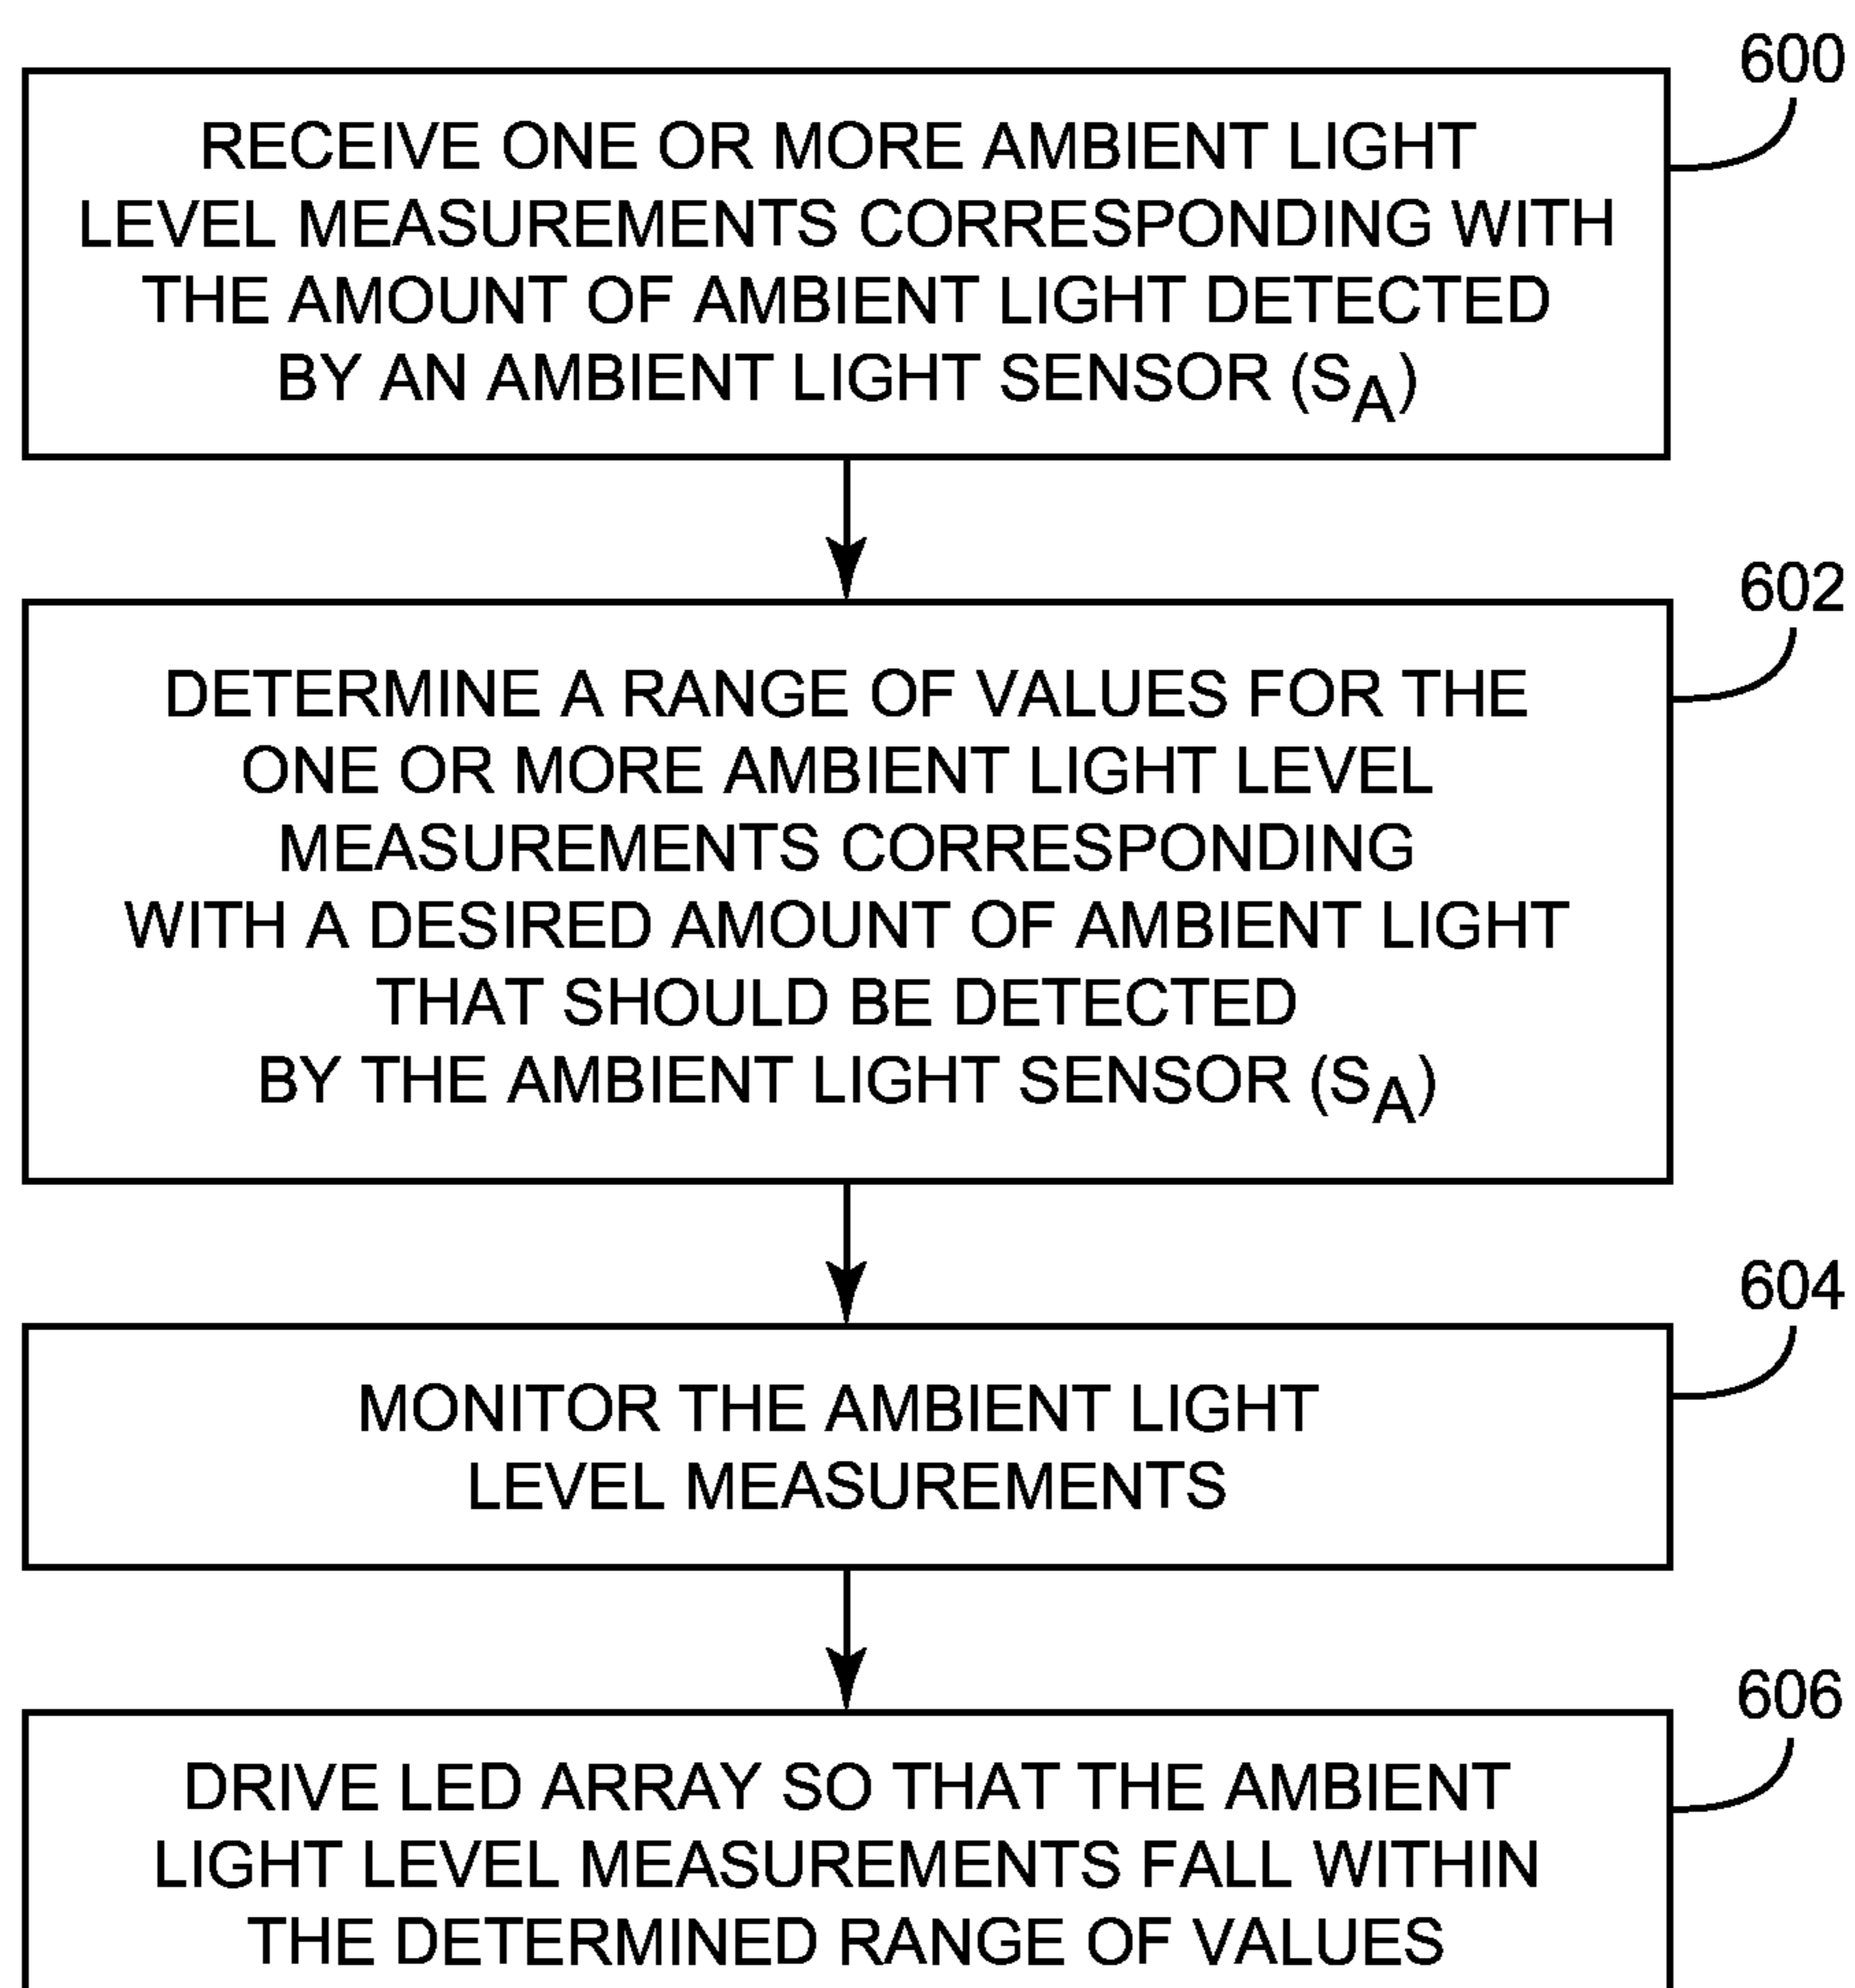 600
RECEIVE ONE OR MORE AMBIENT LIGHT
LEVEL MEASUREMENTS CORRESPONDING WITH
THE AMOUNT OF AMBIENT LIGHT DETECTED
BY AN AMBIENT LIGHT SENSOR (SA)
602
DETERMINE A RANGE OF VALUES FOR THE
ONE OR MORE AMBIENT LIGHT LEVEL
MEASUREMENTS CORRESPONDING
WITH A DESIRED AMOUNT OF AMBIENT LIGHT
THAT SHOULD BE DETECTED
BY THE AMBIENT LIGHT SENSOR (SA)
604
MONITOR THE AMBIENT LIGHT
LEVEL MEASUREMENTS
606
DRIVE LED ARRAY SO THAT THE AMBIENT
LIGHT LEVEL MEASUREMENTS FALL WITHIN
THE DETERMINED RANGE OF VALUES